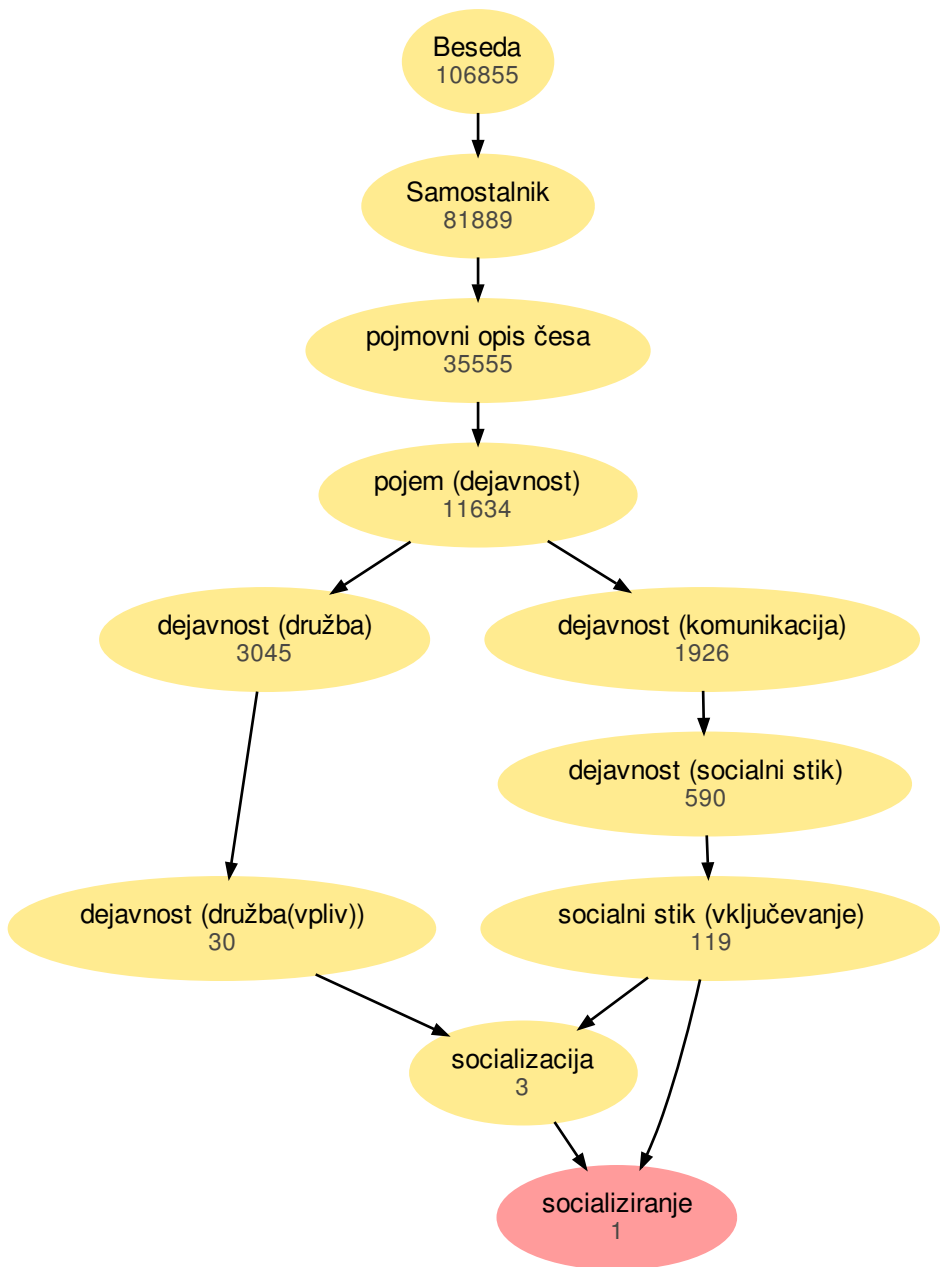 Beseda
106855
Samostalnik
81889
pojmovni opis česa
35555
pojem (dejavnost)
11634
dejavnost (družba)
3045
dejavnost (komunikacija)
1926
dejavnost (socialni stik)
590
dejavnost (družba(vpliv))
30
socialni stik (vključevanje)
119
socializacija
3
socializiranje
1